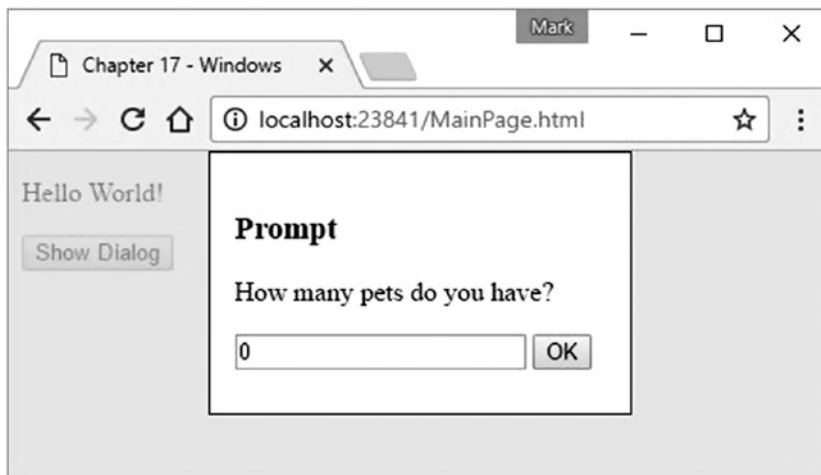 Mark
Chapter 17 - Windows
localhost:23841/MainPage.html
Hello World!
Show Dialog
Prompt
How many pets do you have?
0
OK